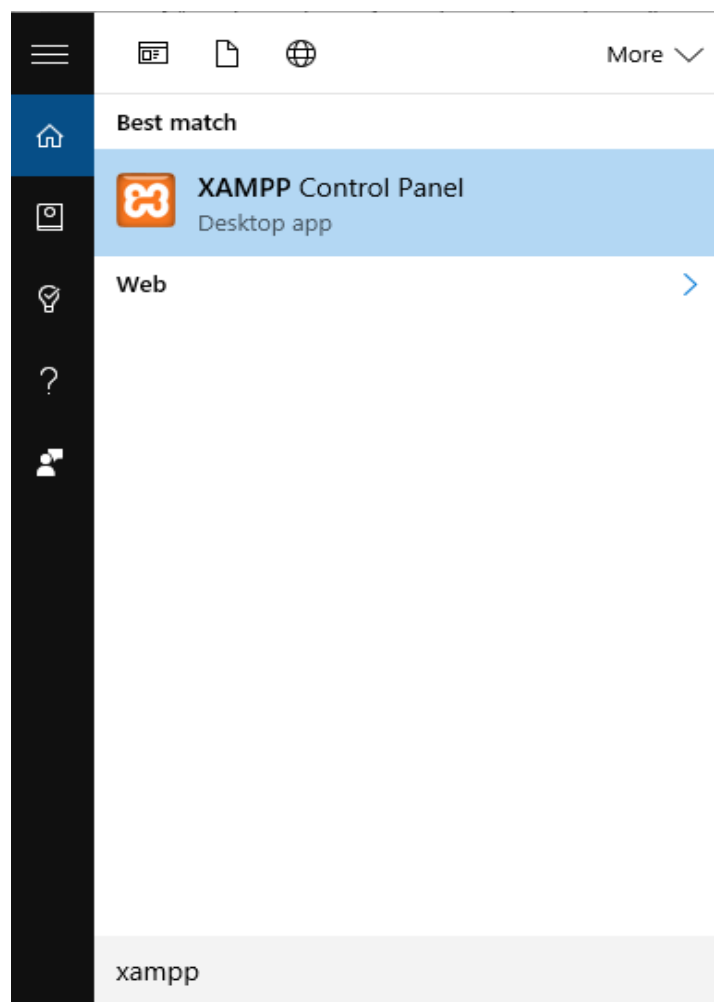 More
Best match
XAMPP Control Panel
Desktop app
Web
xampp